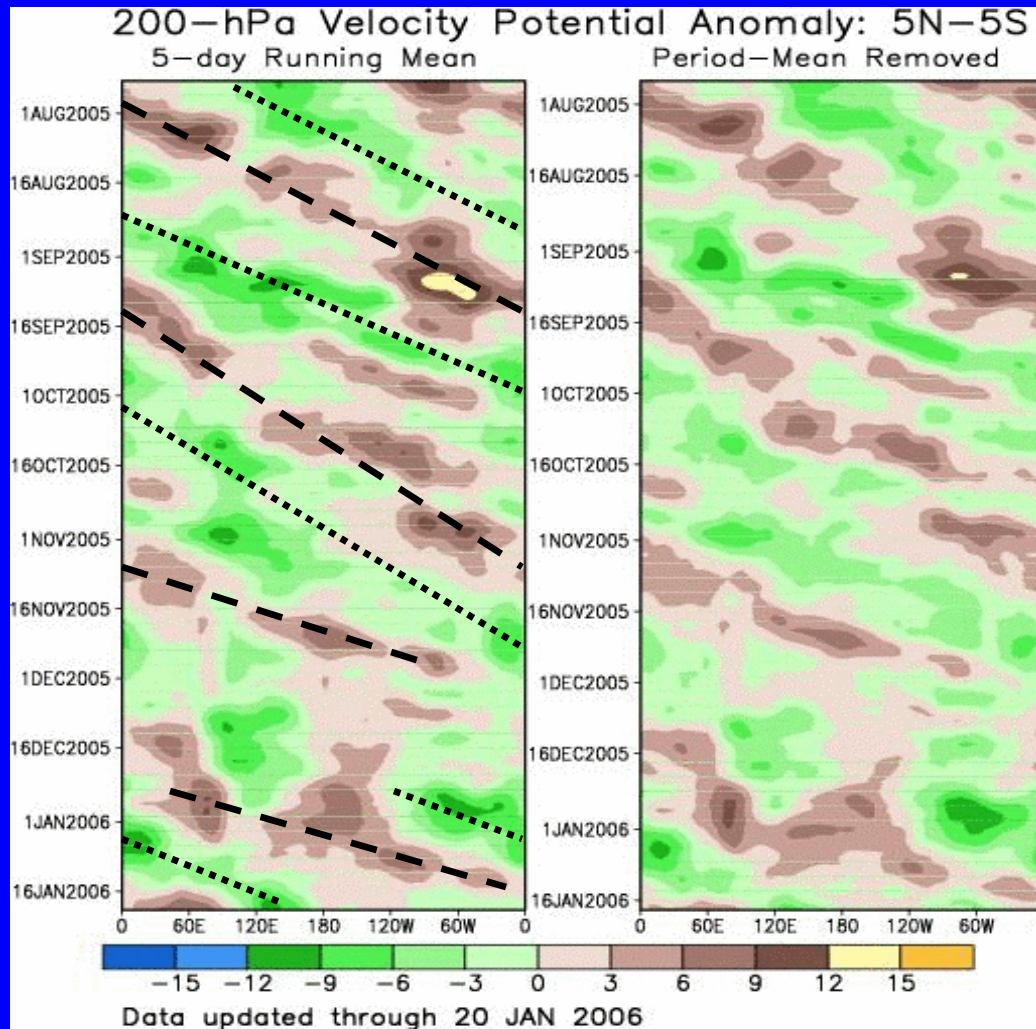 200-hPa Velocity Potential Anomaly: 5N-5S
5-day Running Mean
Period-Mean Removed
1AUG2005
16AUG2005
1SEP2005
16SEP2005
1OCT2005
16OCT2005
1NOV2005
16NOV2005
1DEC2005
16DEC2005
1JAN2006
16JAN2006
0 60E 120E 180 120W 60W 0
1AUG2005
16AUG2005
1SEP2005
16SEP2005
1OCT2005
16OCT2005
1NOV2005
16NOV2005
1DEC2005
16DEC2005
1JAN2006
16JAN2006
0 60E 120E 180 120W 60W
-15 -12 -9 -6 -3 0 3 6 9 12 15
Data updated through 20 JAN 2006